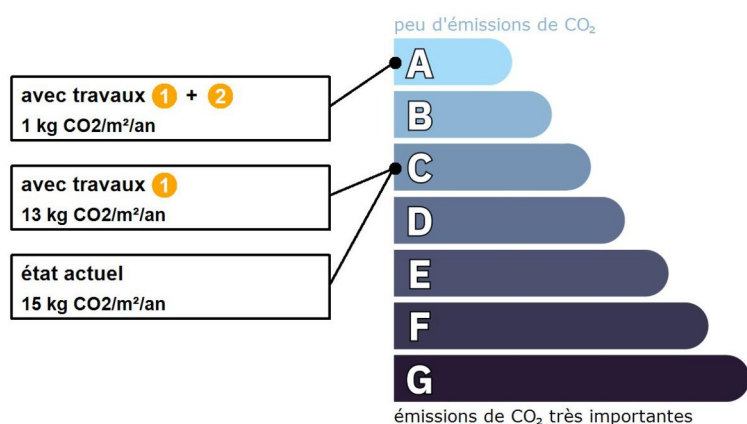 peu d'émissions de CO₂
A
avec travaux 1 + 2
1 kg CO2/m²/an
B
C
avec travaux 1
13 kg CO2/m²/an
D
état actuel
15 kg CO2/m²/an
E
F
G
émissions de CO₂ très importantes